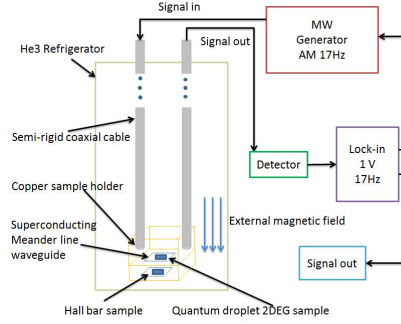 Signal in
MW
Generator
AM 17Hz
Signal out
He3 Refrigerator
Semi-rigid coaxial cable
Detector
Lock-in
1 V
17Hz
Copper sample holder
External magnetic field
Superconducting
Meander line
waveguide
Signal out
Hall bar sample
Quantum droplet 2DEG sample